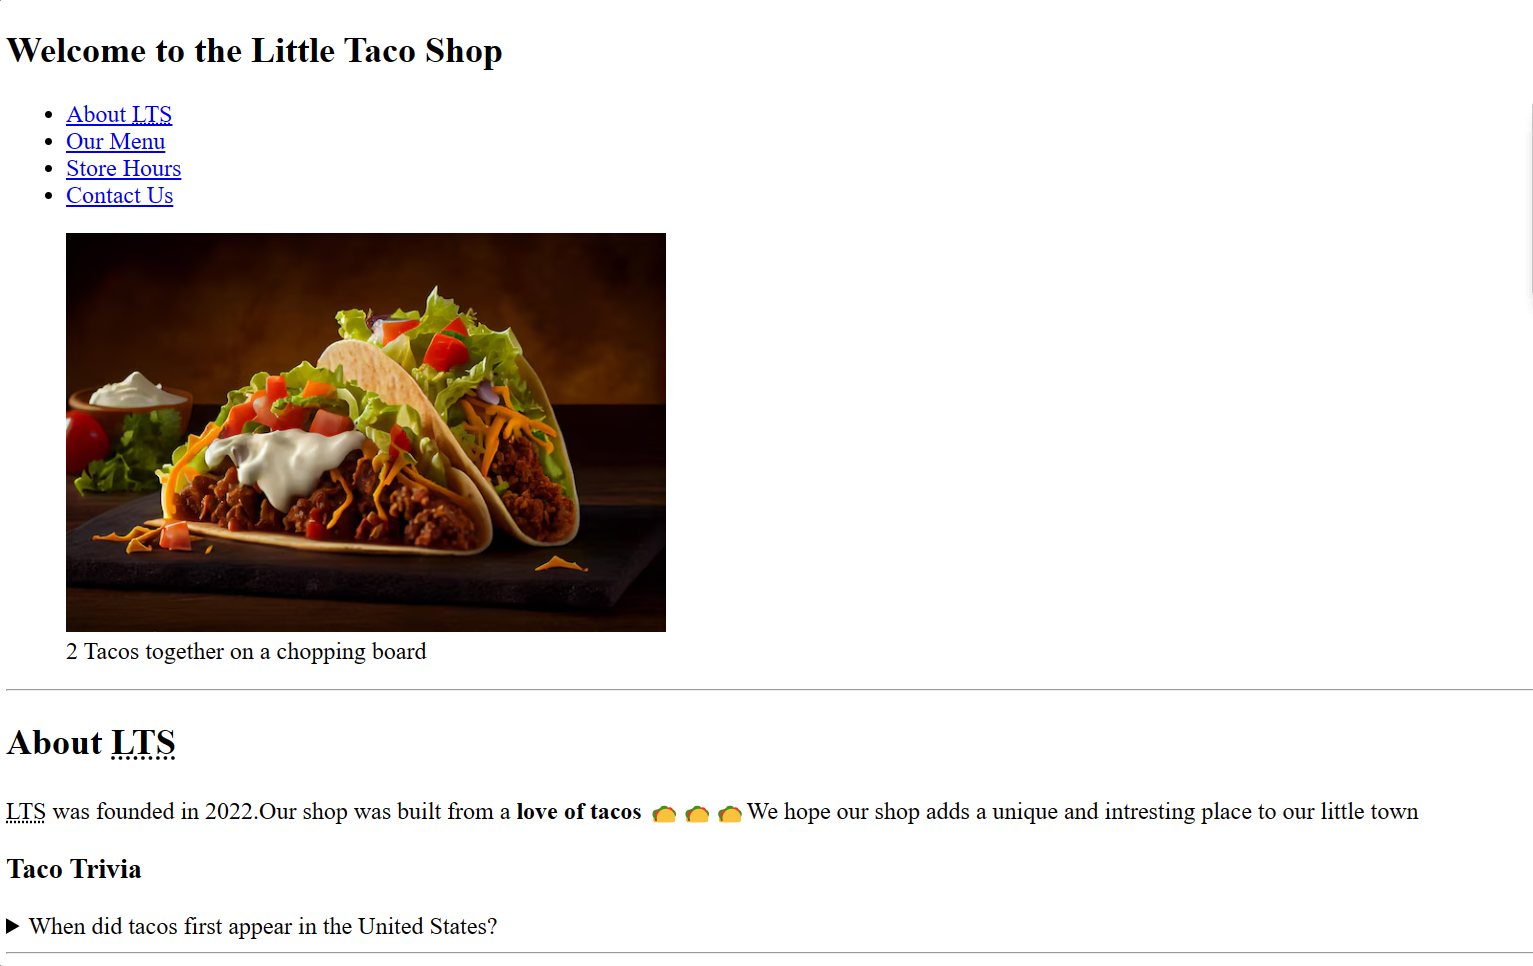 Welcome to the Little Taco Shop
About LTS
Our Menu
Store Hours
Contact Us
2 Tacos together on a chopping board
About LTS
LTS was founded in 2022.Our shop was built from a love of tacos 🌮 🌮 🌮 We hope our shop adds a unique and intresting place to our little town
Taco Trivia
When did tacos first appear in the United States?